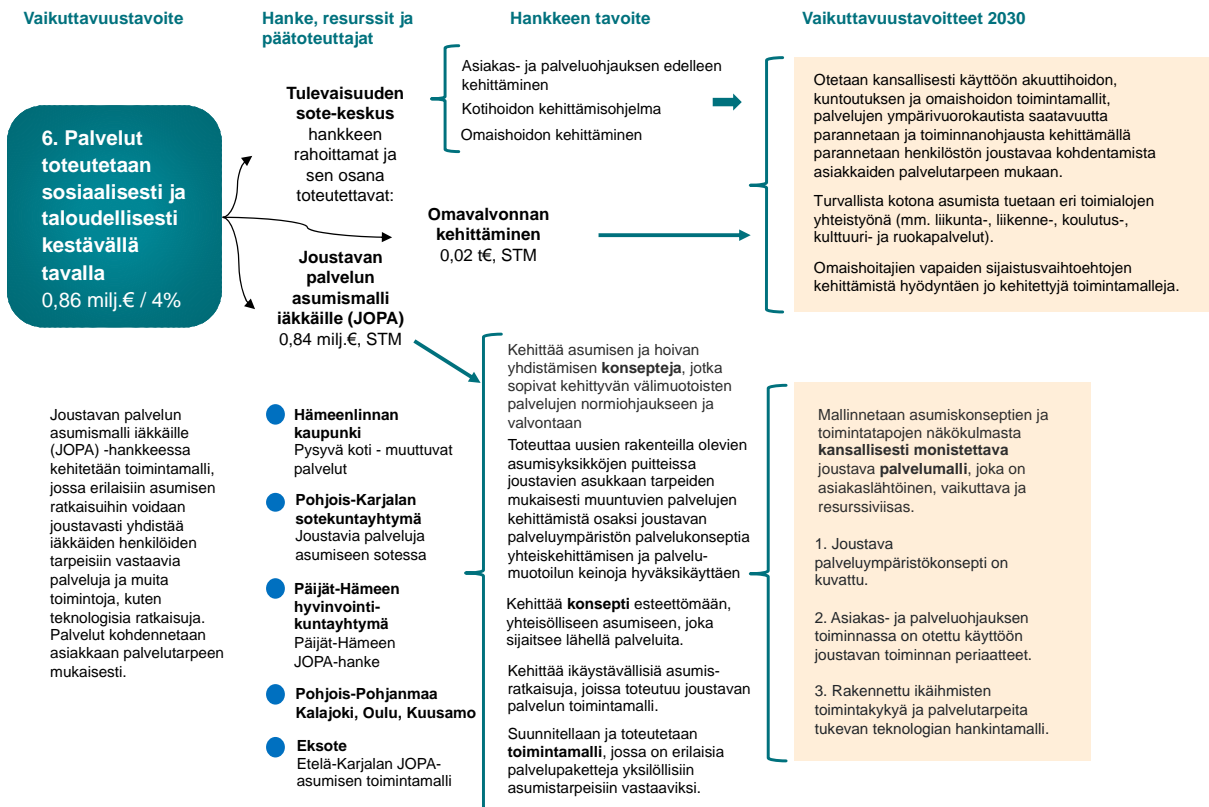 Vaikuttavuustavoite
Hanke, resurssit ja
päätoteuttajat
Hankkeen tavoite
Vaikuttavuustavoitteet 2030
6. Palvelut
toteutetaan
sosiaalisesti ja
taloudellisesti
kestävällä
tavalla
0,86 milj.€ / 4%
Tulevaisuuden
sote-keskus
hankkeen
rahoittamat ja
sen osana
toteutettavat:
Asiakas- ja palveluohjauksen edelleen
kehittäminen
Kotihoidon kehittämisohjelma
Omaishoidon kehittäminen
Omavalvonnan
kehittäminen
0,02 t€, STM
Joustavan
palvelun
asumismalli
iäkkäille (JOPA)
0,84 milj.€, STM
Otetaan kansallisesti käyttöön akuuttihoidon,
kuntoutuksen ja omaishoidon toimintamallit,
palvelujen ympärivuorokautista saatavuutta
parannetaan ja toiminnanohjausta kehittämällä
parannetaan henkilöstön joustavaa kohdentamista
asiakkaiden palvelutarpeen mukaan.
Turvallista kotona asumista tuetaan eri toimialojen
yhteistyönä (mm. liikunta-, liikenne-, koulutus-,
kulttuuri- ja ruokapalvelut).
Omaishoitajien vapaiden sijaistusvaihtoehtojen
kehittämistä hyödyntäen jo kehitettyjä toimintamalleja.
Joustavan palvelun
asumismalli iäkkäille
(JOPA) -hankkeessa
kehitetään toimintamalli,
jossa erilaisiin asumisen
ratkaisuihin voidaan
joustavasti yhdistää
iäkkäiden henkilöiden
tarpeisiin vastaavia
palveluja ja muita
toimintoja, kuten
teknologisia ratkaisuja.
Palvelut kohdennetaan
asiakkaan palvelutarpeen
mukaisesti.
Hämeenlinnan
kaupunki
Pysyvä koti - muuttuvat
palvelut
Pohjois-Karjalan
sotekuntayhtymä
Joustavia palveluja
asumiseen sotessa
Päijät-Hämeen
hyvinvointi-
kuntayhtymä
Päijät-Hämeen
JOPA-hanke
Pohjois-Pohjanmaa
Kalajoki, Oulu, Kuusamo
Eksote
Etelä-Karjalan JOPA-
asumisen toimintamalli
Kehittää asumisen ja hoivan
yhdistämisen konsepteja, jotka
sopivat kehittyvän välimuotoisten
palvelujen normiohjaukseen ja
valvontaan
Toteuttaa uusien rakenteilla olevien
asumisyksikköjen puitteissa
joustavien asukkaan tarpeiden
mukaisesti muuntuvien palvelujen
kehittämistä osaksi joustavan
palveluympäristön palvelukonseptia
yhteiskehittämisen ja palvelu-
muotoilun keinoja hyväksikäyttäen
Kehittää konsepti esteettömään,
yhteisölliseen asumiseen, joka
sijaitsee lähellä palveluita.
Kehittää ikäystävällisiä asumis-
ratkaisuja, joissa toteutuu joustavan
palvelun toimintamalli.
Suunnitellaan ja toteutetaan
toimintamalli, jossa on erilaisia
palvelupaketteja yksilöllisiin
asumistarpeisiin vastaaviksi.
Mallinnetaan asumiskonseptien ja
toimintatapojen näkökulmasta
kansallisesti monistettava
joustava palvelumalli, joka on
asiakaslähtöinen, vaikuttava ja
resurssiviisas.
1. Joustava
palveluympäristökonsepti on
kuvattu.
2. Asiakas- ja palveluohjauksen
toiminnassa on otettu käyttöön
joustavan toiminnan periaatteet.
3. Rakennettu ikäihmisten
toimintakykyä ja palvelutarpeita
tukevan teknologian hankintamalli.